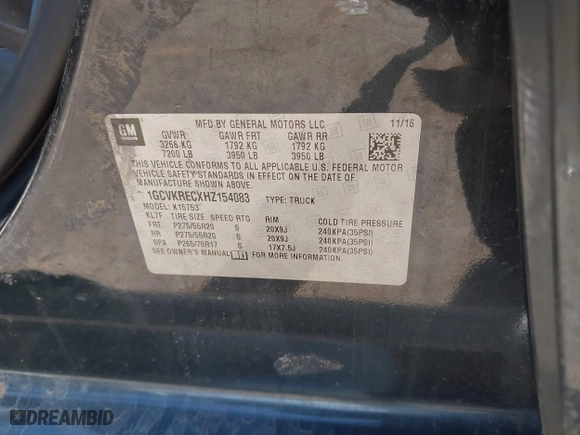 GM
MFD BY GENERAL MOTORS LLC 11/16
GVWR GAWR FRT GAWR RR
3266 KG 1792 KG 1792 KG
7200 LB 3950 LB 3950 LB
THIS VEHICLE CONFORMS TO ALL APPLICABLE U.S. FEDERAL MOTOR
VEHICLE SAFETY STANDARDS IN EFFECT ON THE DATE OF
MANUFACTURE SHOWN ABOVE.
1GCVKRECXHZ154083 TYPE: TRUCK
MODEL: K15753
KL7F TIRE SIZE SPEED RTG RIM COLD TIRE PRESSURE
FRT P275/55R20 S 20X9J 240KPA(35PSI)
RR P275/55R20 S 20X9J 240KPA(35PSI)
SPA P265/70R17 S 17X7.5J 240KPA(35PSI)
SEE OWNER'S MANUAL
DREAMBID